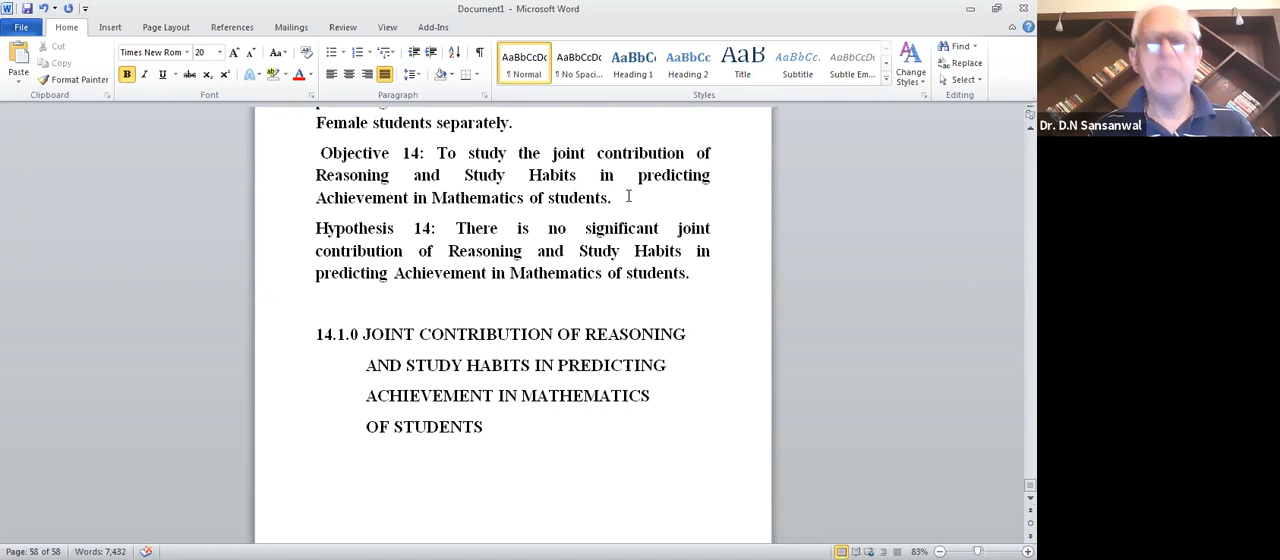 Document1 - Microsoft Word
File Home Insert Page Layout References Mailings Review View Add-Ins
Paste
Cut
Copy
Format Painter
Clipboard
Times New Rom 20
B I U abc X₂ X²
Font
Paragraph
AaBbCcDc AaBbCcDc AaBbCc AaBbCc AaB AaBbCc. AaBbCcDc
¶ Normal ¶ No Spaci... Heading 1 Heading 2 Title Subtitle Subtle Em...
Change Styles
Styles
Find
Replace
Select
Editing
Dr. D.N Sansanwal
Female students separately.
Objective 14: To study the joint contribution of
Reasoning and Study Habits in predicting
Achievement in Mathematics of students.
Hypothesis 14: There is no significant joint
contribution of Reasoning and Study Habits in
predicting Achievement in Mathematics of students.
14.1.0 JOINT CONTRIBUTION OF REASONING
AND STUDY HABITS IN PREDICTING
ACHIEVEMENT IN MATHEMATICS
OF STUDENTS
Page: 58 of 58 Words: 7,432 83%